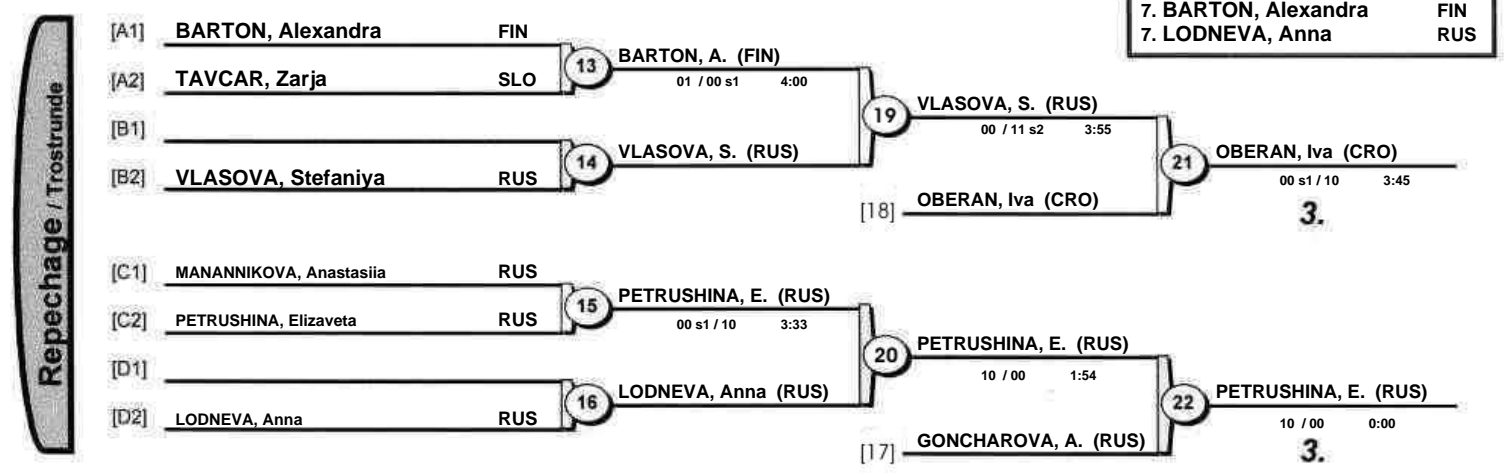 7. BARTON, Alexandra FIN
7. LODNEVA, Anna RUS
Repechage / Trostrunde
[A1] BARTON, Alexandra FIN
[A2] TAVCAR, Zarja SLO
13 BARTON, A. (FIN)
01 / 00 s1 4:00
[B1]
[B2] VLASOVA, Stefaniya RUS
14 VLASOVA, S. (RUS)
19 VLASOVA, S. (RUS)
00 / 11 s2 3:55
[18] OBERAN, Iva (CRO)
21 OBERAN, Iva (CRO)
00 s1 / 10 3:45
3.
[C1] MANANNIKOVA, Anastasiia RUS
[C2] PETRUSHINA, Elizaveta RUS
15 PETRUSHINA, E. (RUS)
00 s1 / 10 3:33
[D1]
[D2] LODNEVA, Anna RUS
16 LODNEVA, Anna (RUS)
20 PETRUSHINA, E. (RUS)
10 / 00 1:54
[17] GONCHAROVA, A. (RUS)
22 PETRUSHINA, E. (RUS)
10 / 00 0:00
3.